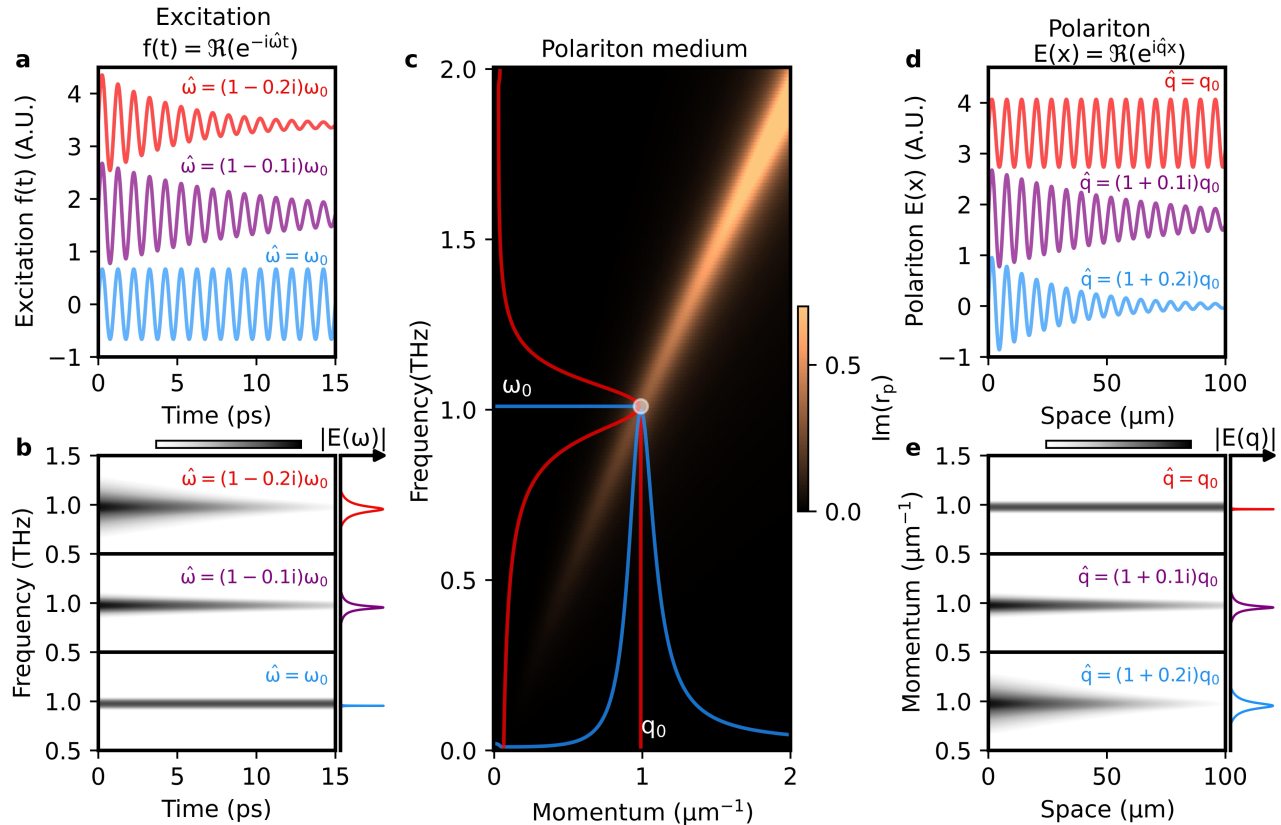 Excitation
f(t) = ℜ(e^{−iω̂t})
a
Excitation f(t) (A.U.)
4
3
2
1
0
−1
ω̂ = (1 − 0.2i)ω₀
ω̂ = (1 − 0.1i)ω₀
ω̂ = ω₀
0 5 10 15
Time (ps)
b
|E(ω)|
Frequency (THz)
1.5
1.0
0.5
1.0
0.5
1.0
0.5
ω̂ = (1 − 0.2i)ω₀
ω̂ = (1 − 0.1i)ω₀
ω̂ = ω₀
0 5 10 15
Time (ps)
c
Polariton medium
Frequency(THz)
2.0
1.5
1.0
0.5
0.0
ω₀
q₀
0 1 2
Momentum (μm⁻¹)
0.5
0.0
Im(rₚ)
Polariton
E(x) = ℜ(e^{iq̂x})
d
Polariton E(x) (A.U.)
4
3
2
1
0
−1
q̂ = q₀
q̂ = (1 + 0.1i)q₀
q̂ = (1 + 0.2i)q₀
0 50 100
Space (μm)
e
|E(q)|
Momentum (μm⁻¹)
1.5
1.0
0.5
1.0
0.5
1.0
0.5
q̂ = q₀
q̂ = (1 + 0.1i)q₀
q̂ = (1 + 0.2i)q₀
0 50 100
Space (μm)